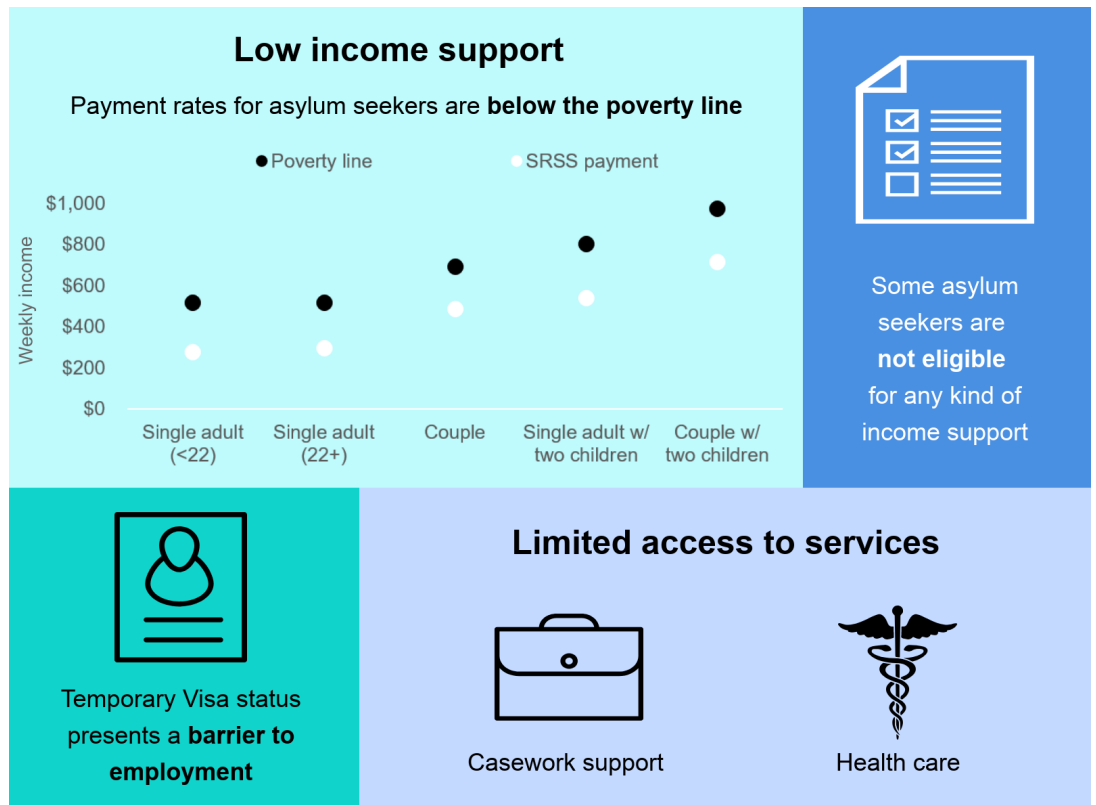 Low income support
Payment rates for asylum seekers are below the poverty line
Poverty line
SRSS payment
Weekly income
$1,000
$800
$600
$400
$200
$0
Single adult
(<22)
Single adult
(22+)
Couple
Single adult w/
two children
Couple w/
two children
Some asylum
seekers are
not eligible
for any kind of
income support
Temporary Visa status
presents a barrier to
employment
Limited access to services
Casework support
Health care